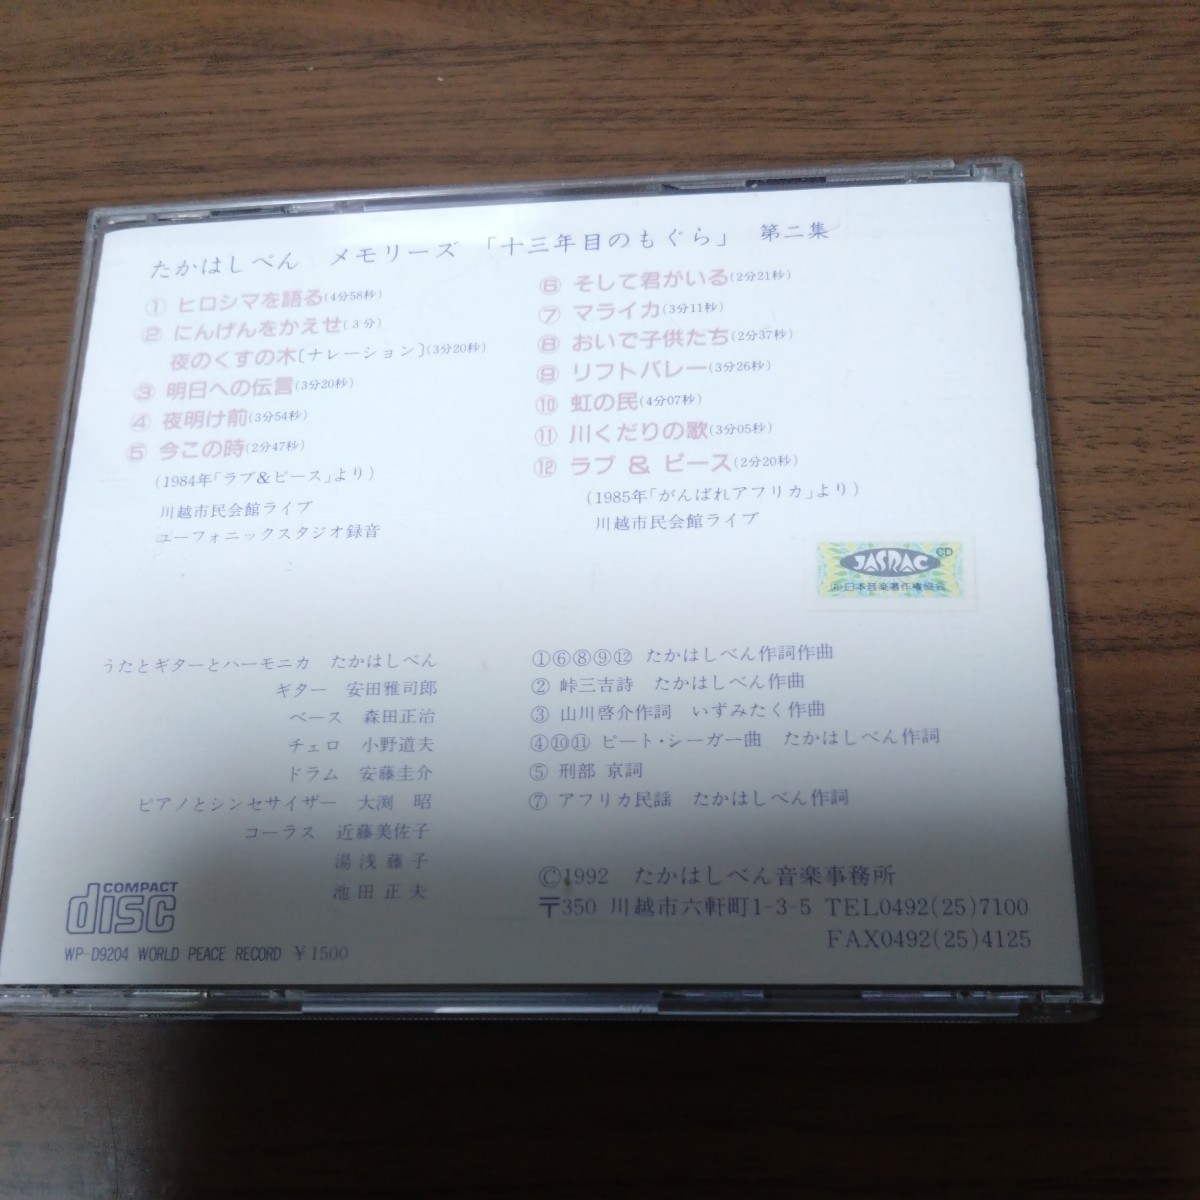 たかはしべん　メモリーズ　「十三年目のもぐら」　第二集
① ヒロシマを語る(4分58秒)
② にんげんをかえせ(3分)
夜のくすの木〔ナレーション〕(3分20秒)
③ 明日への伝言(3分20秒)
④ 夜明け前(3分54秒)
⑤ 今この時(2分47秒)
(1984年「ラブ&ピース」より)
川越市民会館ライブ
ユーフォニックスタジオ録音
⑥ そして君がいる(2分21秒)
⑦ マライカ(3分11秒)
⑧ おいで子供たち(2分37秒)
⑨ リフトバレー(3分26秒)
⑩ 虹の民(4分07秒)
⑪ 川くだりの歌(3分05秒)
⑫ ラブ & ピース(2分20秒)
(1985年「がんばれアフリカ」より)
川越市民会館ライブ
JASRAC CD
(社)日本音楽著作権協会
うたとギターとハーモニカ　たかはしべん
ギター　安田雅司郎
ベース　森田正治
チェロ　小野道夫
ドラム　安藤圭介
ピアノとシンセサイザー　大渕　昭
コーラス　近藤美佐子
湯浅藤子
池田正夫
①⑥⑧⑨⑫ たかはしべん作詞作曲
② 峠三吉詩　たかはしべん作曲
③ 山川啓介作詞　いずみたく作曲
④⑩⑪ ピート・シーガー曲　たかはしべん作詞
⑤ 刑部 京詞
⑦ アフリカ民謡　たかはしべん作詞
©1992　たかはしべん音楽事務所
〒350 川越市六軒町1-3-5 TEL0492(25)7100
FAX0492(25)4125
COMPACT
disc
WP-D9204 WORLD PEACE RECORD ￥1500